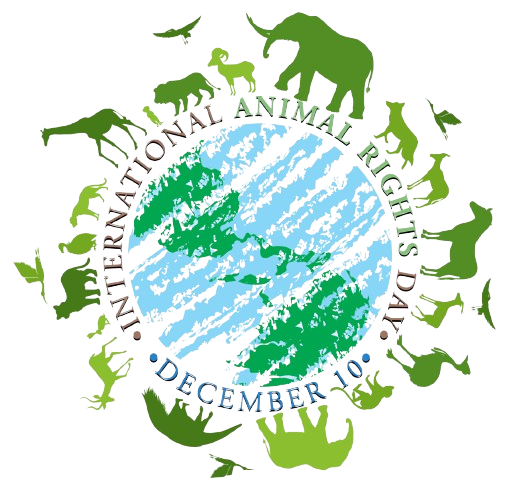 • INTERNATIONAL ANIMAL RIGHTS DAY •
• DECEMBER 10 •